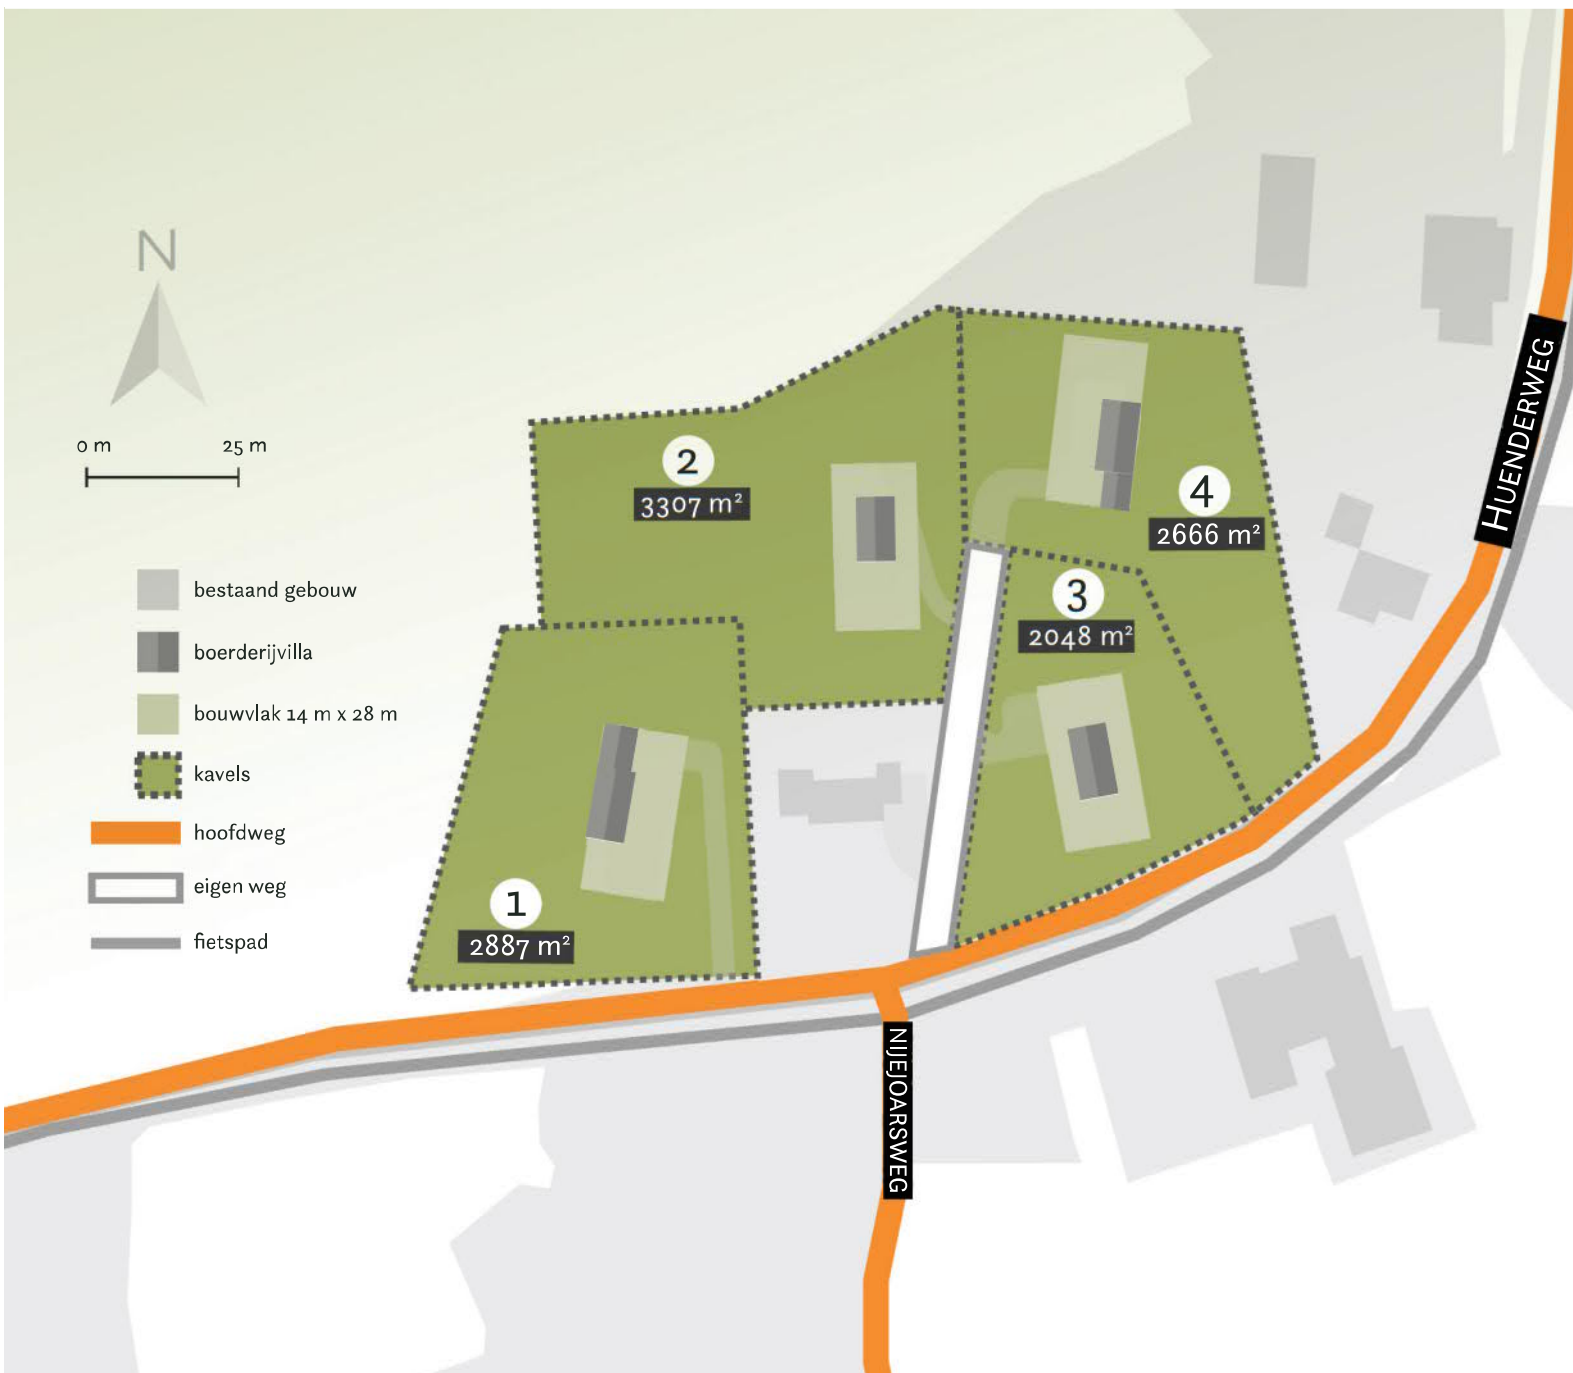 N
0 m 25 m
bestaand gebouw
boerderijvilla
bouwvlak 14 m x 28 m
kavels
hoofdweg
eigen weg
fietspad
2
3307 m²
4
2666 m²
3
2048 m²
1
2887 m²
HUENDERWEG
NIJEJOARSWEG